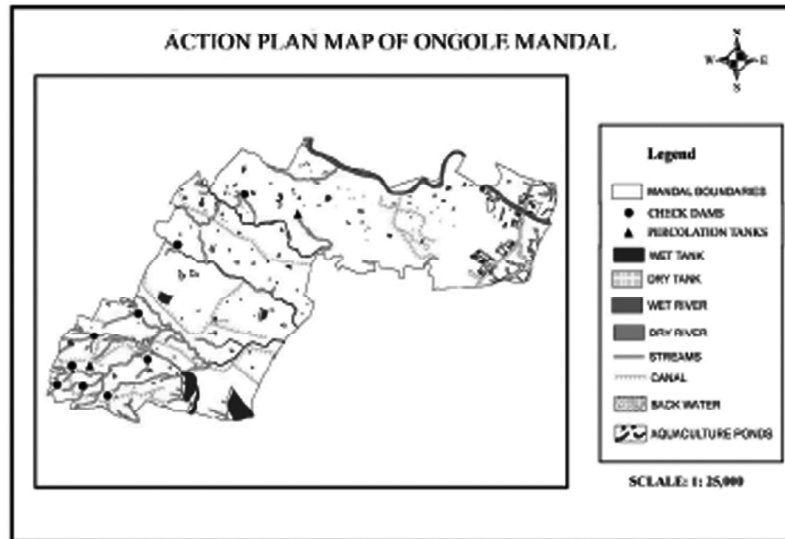 ACTION PLAN MAP OF ONGOLE MANDAL
N
W E
S
Legend
MANDAL BOUNDARIES
CHECK DAMS
PERCOLATION TANKS
WET TANK
DRY TANK
WET RIVER
DRY RIVER
STREAMS
CANAL
BACK WATER
AQUACULTURE PONDS
SCLALE: 1: 25,000